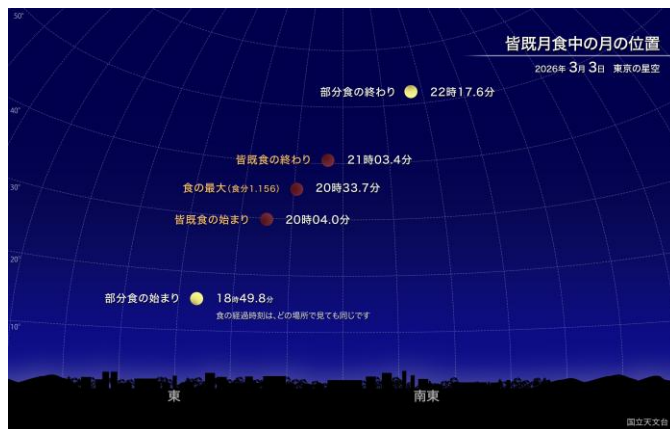 皆既月食中の月の位置
2026年 3月 3日 東京の星空
50°
部分食の終わり 22時17.6分
40°
皆既食の終わり 21時03.4分
30°
食の最大(食分1.156) 20時33.7分
皆既食の始まり 20時04.0分
20°
部分食の始まり 18時49.8分
食の経過時刻は、どの場所で見ても同じです
10°
東 南東
国立天文台